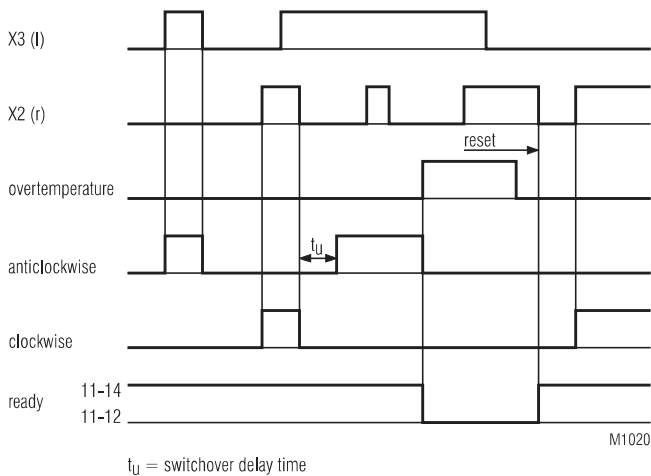 X3 (l)
X2 (r)
reset
overtemperature
tu
anticlockwise
clockwise
11-14
ready
11-12
M1020
tu = switchover delay time